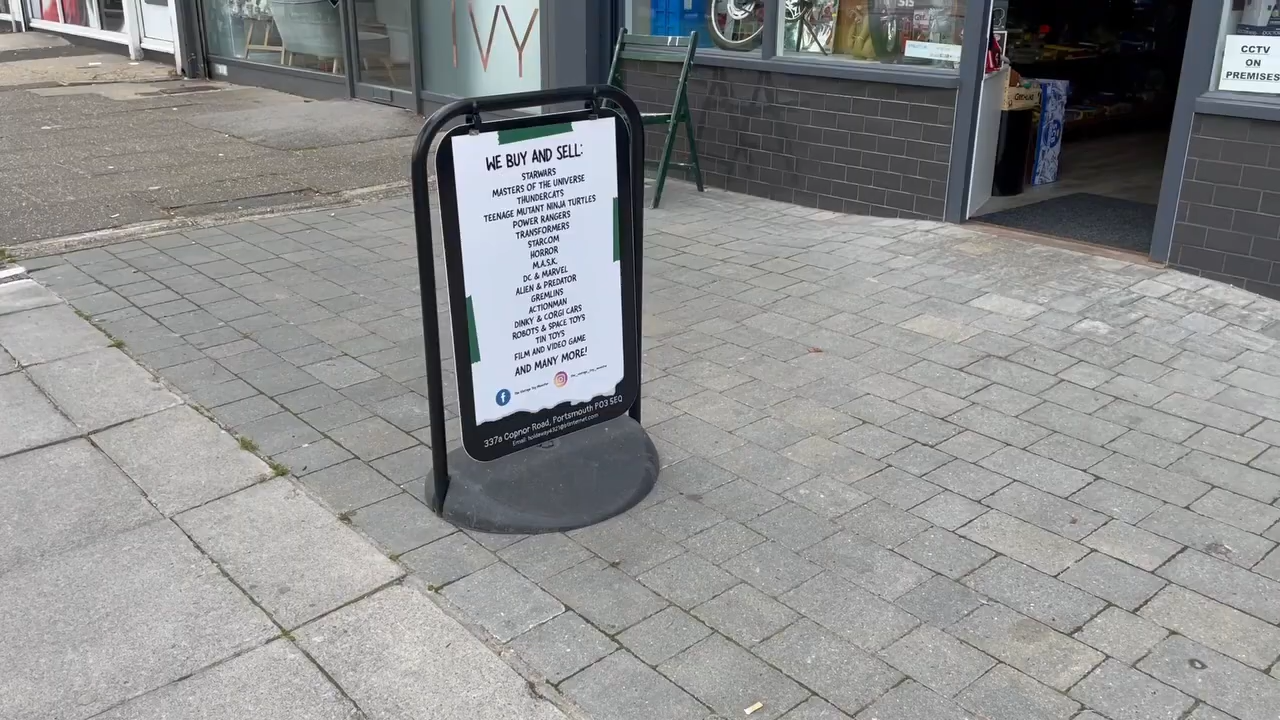 IVY
CCTV
ON
PREMISES
GREMLINS
WE BUY AND SELL:
STARWARS
MASTERS OF THE UNIVERSE
THUNDERCATS
TEENAGE MUTANT NINJA TURTLES
POWER RANGERS
TRANSFORMERS
STARCOM
HORROR
M.A.S.K.
DC & MARVEL
ALIEN & PREDATOR
GREMLINS
ACTIONMAN
DINKY & CORGI CARS
ROBOTS & SPACE TOYS
TIN TOYS
FILM AND VIDEO GAME
AND MANY MORE!
337a Copnor Road, Portsmouth PO3 5EQ